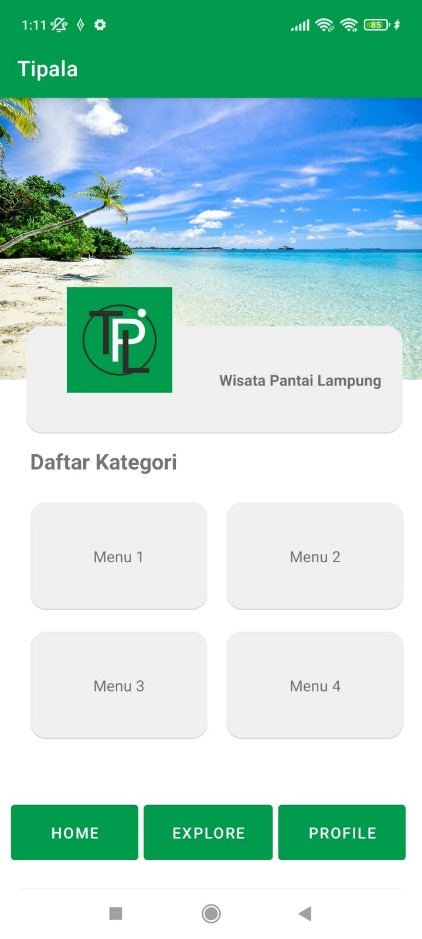 1:11
85
Tipala
TPL
Wisata Pantai Lampung
Daftar Kategori
Menu 1 Menu 2
Menu 3 Menu 4
HOME EXPLORE PROFILE